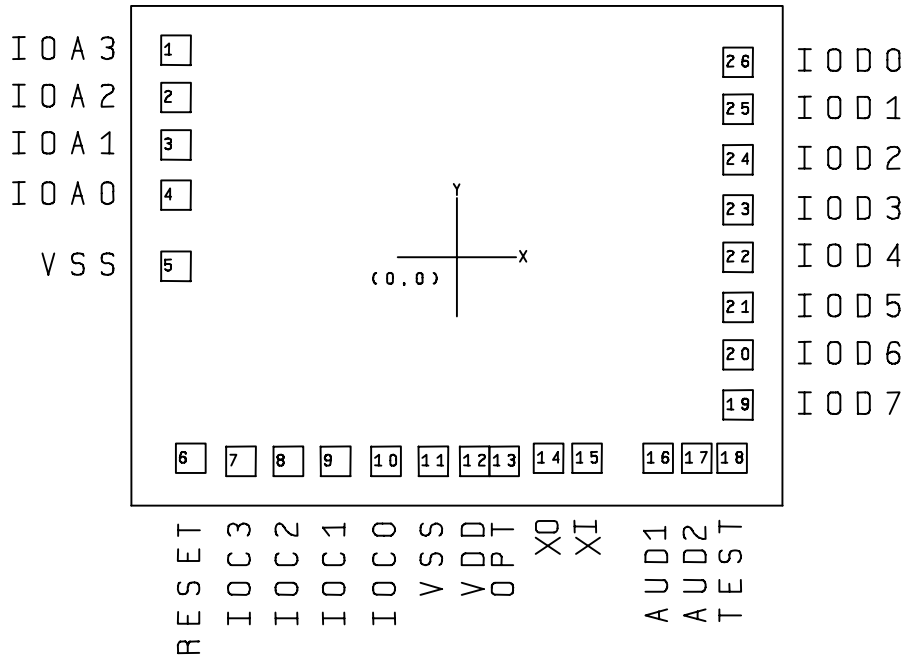 IOA3 1
IOA2 2
IOA1 3
IOA0 4
VSS 5
26 IOD0
25 IOD1
24 IOD2
23 IOD3
22 IOD4
21 IOD5
20 IOD6
19 IOD7
Y
X
(0,0)
6 7 8 9 10 11 12 13 14 15 16 17 18
RESET
IOC3
IOC2
IOC1
IOC0
VSS
VDD
OPT
XO
XI
AUD1
AUD2
TEST